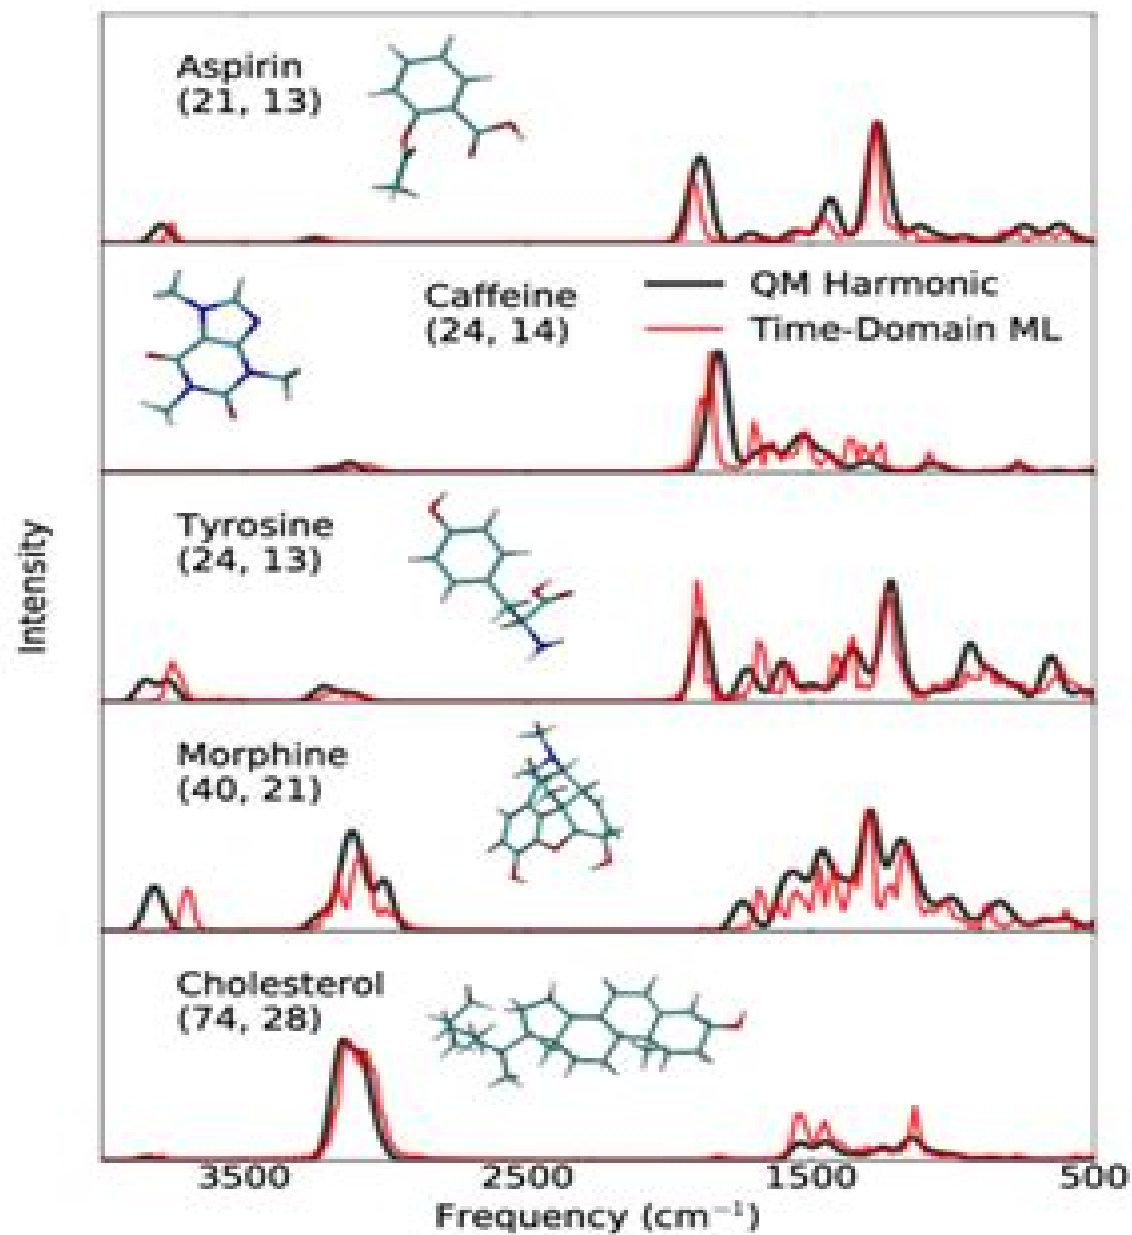 Aspirin
(21, 13)
Caffeine
(24, 14)
QM Harmonic
Time-Domain ML
Tyrosine
(24, 13)
Morphine
(40, 21)
Cholesterol
(74, 28)
Intensity
3500 2500 1500 500
Frequency (cm⁻¹)